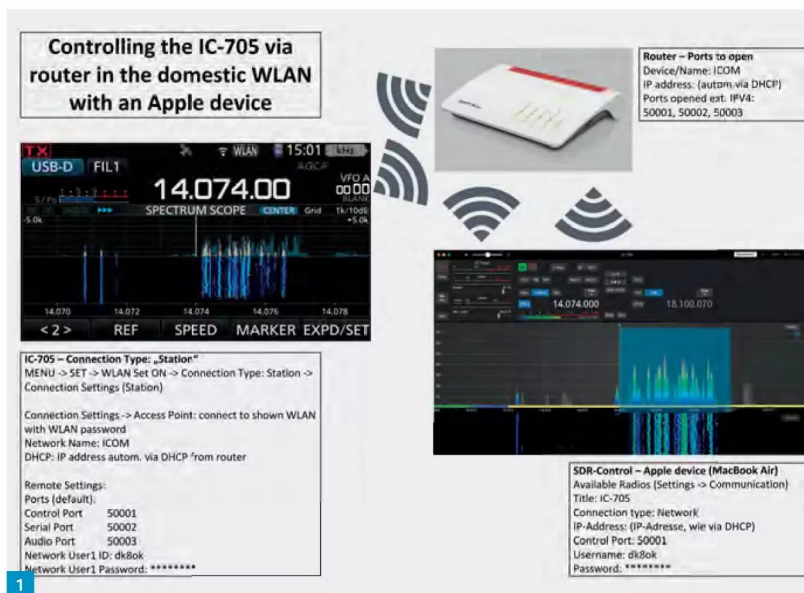 Controlling the IC-705 via
router in the domestic WLAN
with an Apple device
Router – Ports to open
Device/Name: ICOM
IP address: (autom via DHCP)
Ports opened ext. IPV4:
50001, 50002, 50003
TX WLAN 15:01 kHz
USB-D FIL1 AGC-F
14.074.00 VFO A
BLANK
SPECTRUM SCOPE CENTER Grid 1k/10dB
-5.0k +5.0k
14.070 14.072 14.074 14.076 14.078
< 2 > REF SPEED MARKER EXPD/SET
14.074.000 18.100.070
IC-705 – Connection Type: „Station"
MENU -> SET -> WLAN Set ON -> Connection Type: Station ->
Connection Settings (Station)
Connection Settings -> Access Point: connect to shown WLAN
with WLAN password
Network Name: ICOM
DHCP: IP address autom. via DHCP from router
Remote Settings:
Ports (default):
Control Port 50001
Serial Port 50002
Audio Port 50003
Network User1 ID: dk8ok
Network User1 Password: ********
SDR-Control – Apple device (MacBook Air)
Available Radios (Settings -> Communication)
Title: IC-705
Connection type: Network
IP-Address: (IP-Adresse, wie via DHCP)
Control Port: 50001
Username: dk8ok
Password: ********
1